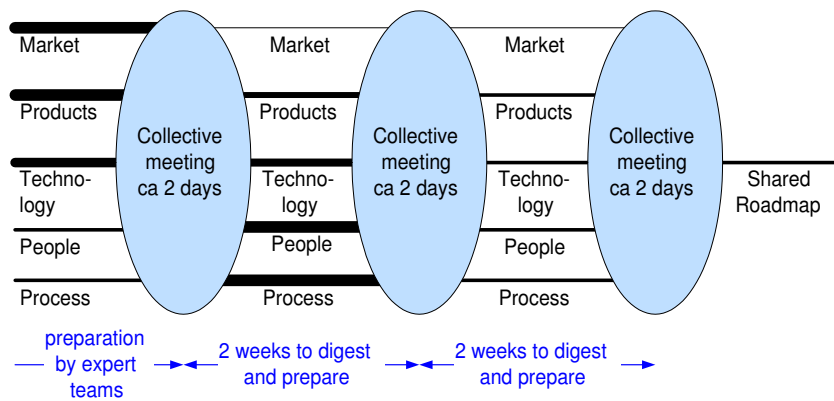 Market
Market
Market
Products
Products
Products
Collective
meeting
ca 2 days
Collective
meeting
ca 2 days
Collective
meeting
ca 2 days
Techno-
logy
Techno-
logy
Techno-
logy
Shared
Roadmap
People
People
People
Process
Process
Process
preparation
by expert
teams
2 weeks to digest
and prepare
2 weeks to digest
and prepare